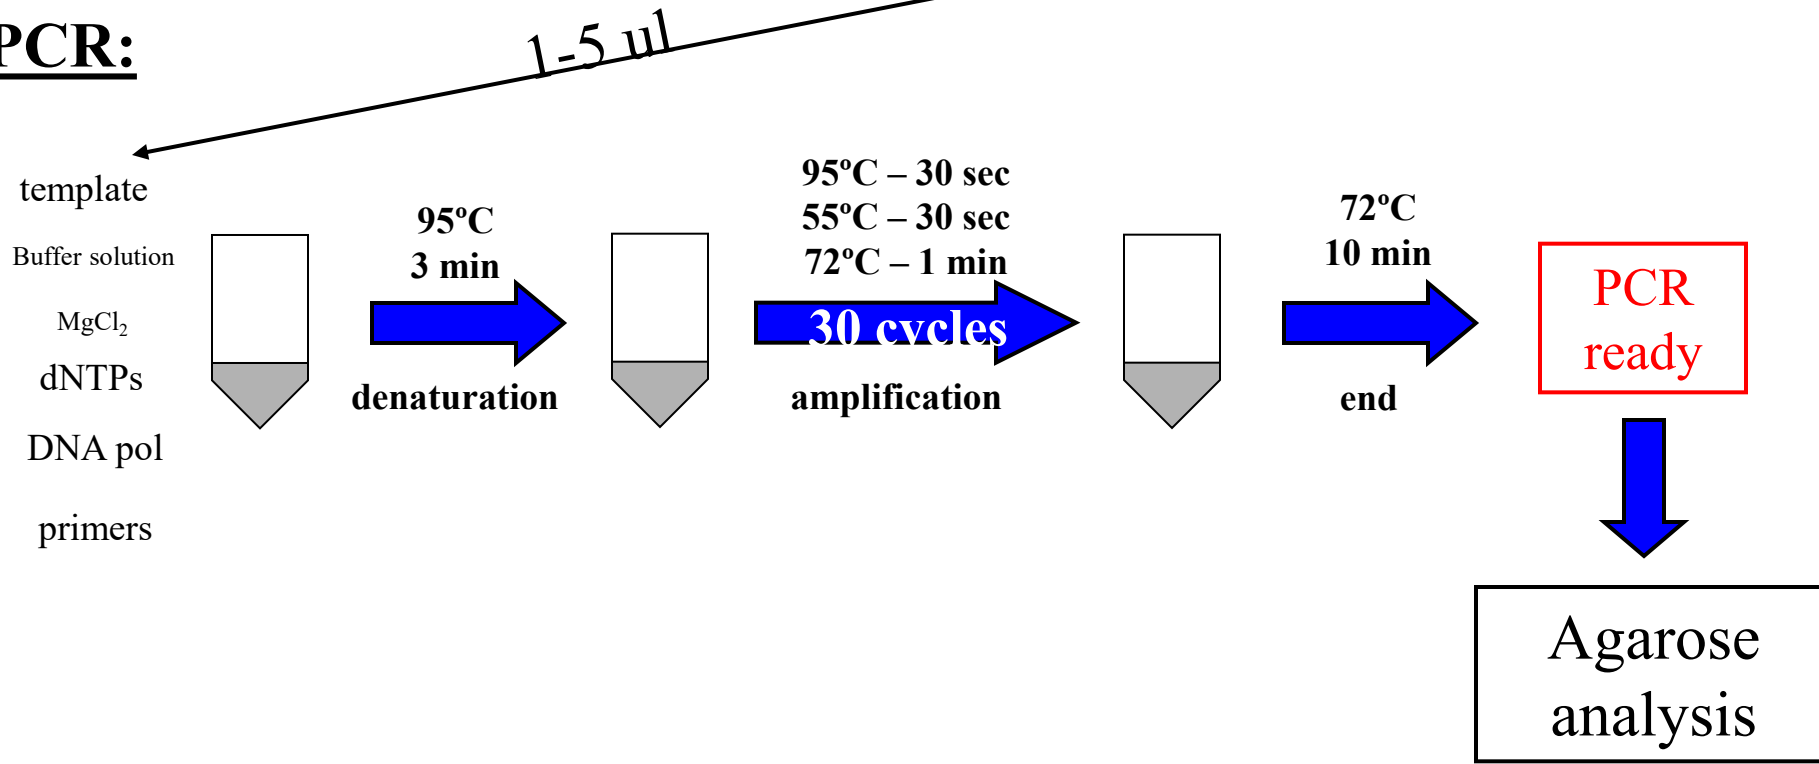 PCR:
1-5 ul
template
Buffer solution
MgCl₂
dNTPs
DNA pol
primers
95ºC
3 min
denaturation
95ºC – 30 sec
55ºC – 30 sec
72ºC – 1 min
30 cycles
amplification
72ºC
10 min
end
PCR
ready
Agarose
analysis